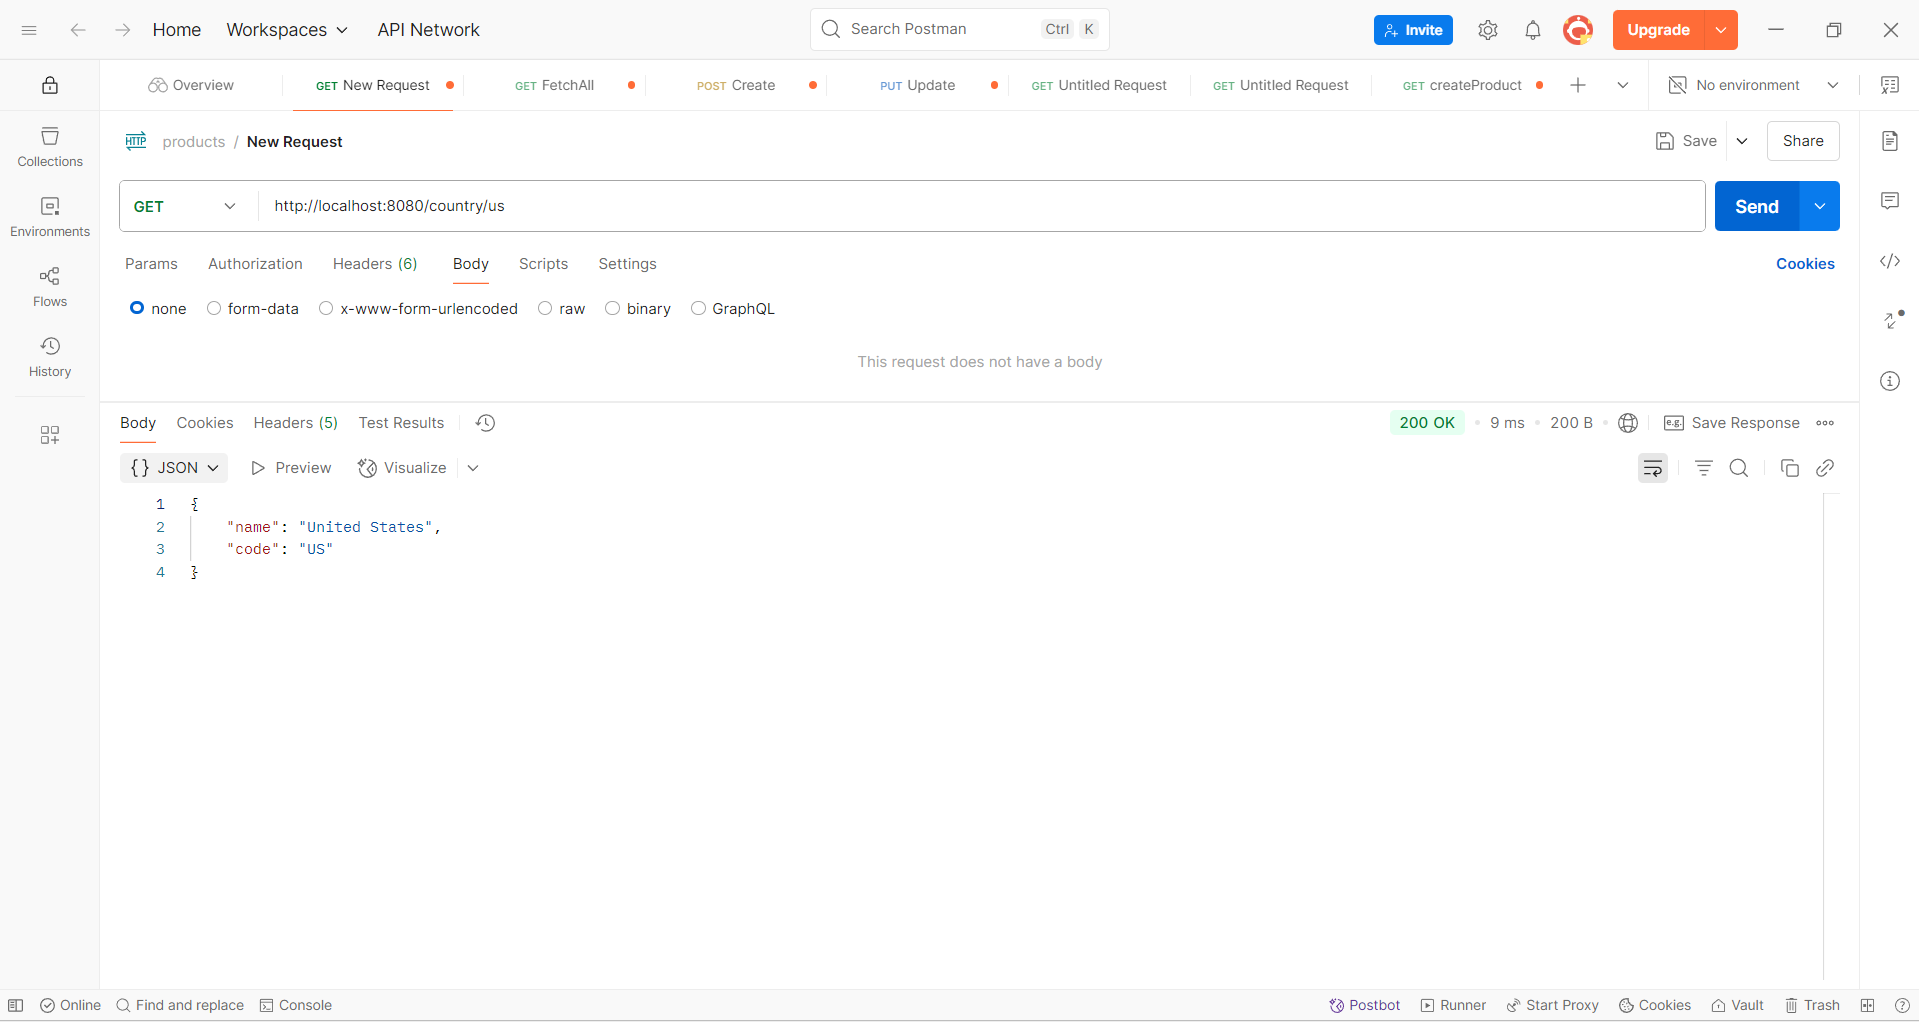 Home Workspaces API Network Search Postman Ctrl K Invite Upgrade
Overview GET New Request GET FetchAll POST Create PUT Update GET Untitled Request GET Untitled Request GET createProduct No environment
Collections
Environments
Flows
History
HTTP products / New Request Save Share
GET http://localhost:8080/country/us Send
Params Authorization Headers (6) Body Scripts Settings Cookies
none form-data x-www-form-urlencoded raw binary GraphQL
This request does not have a body
Body Cookies Headers (5) Test Results 200 OK • 9 ms • 200 B • e.g. Save Response
{} JSON Preview Visualize
1 {
2 "name": "United States",
3 "code": "US"
4 }
Online Find and replace Console Postbot Runner Start Proxy Cookies Vault Trash